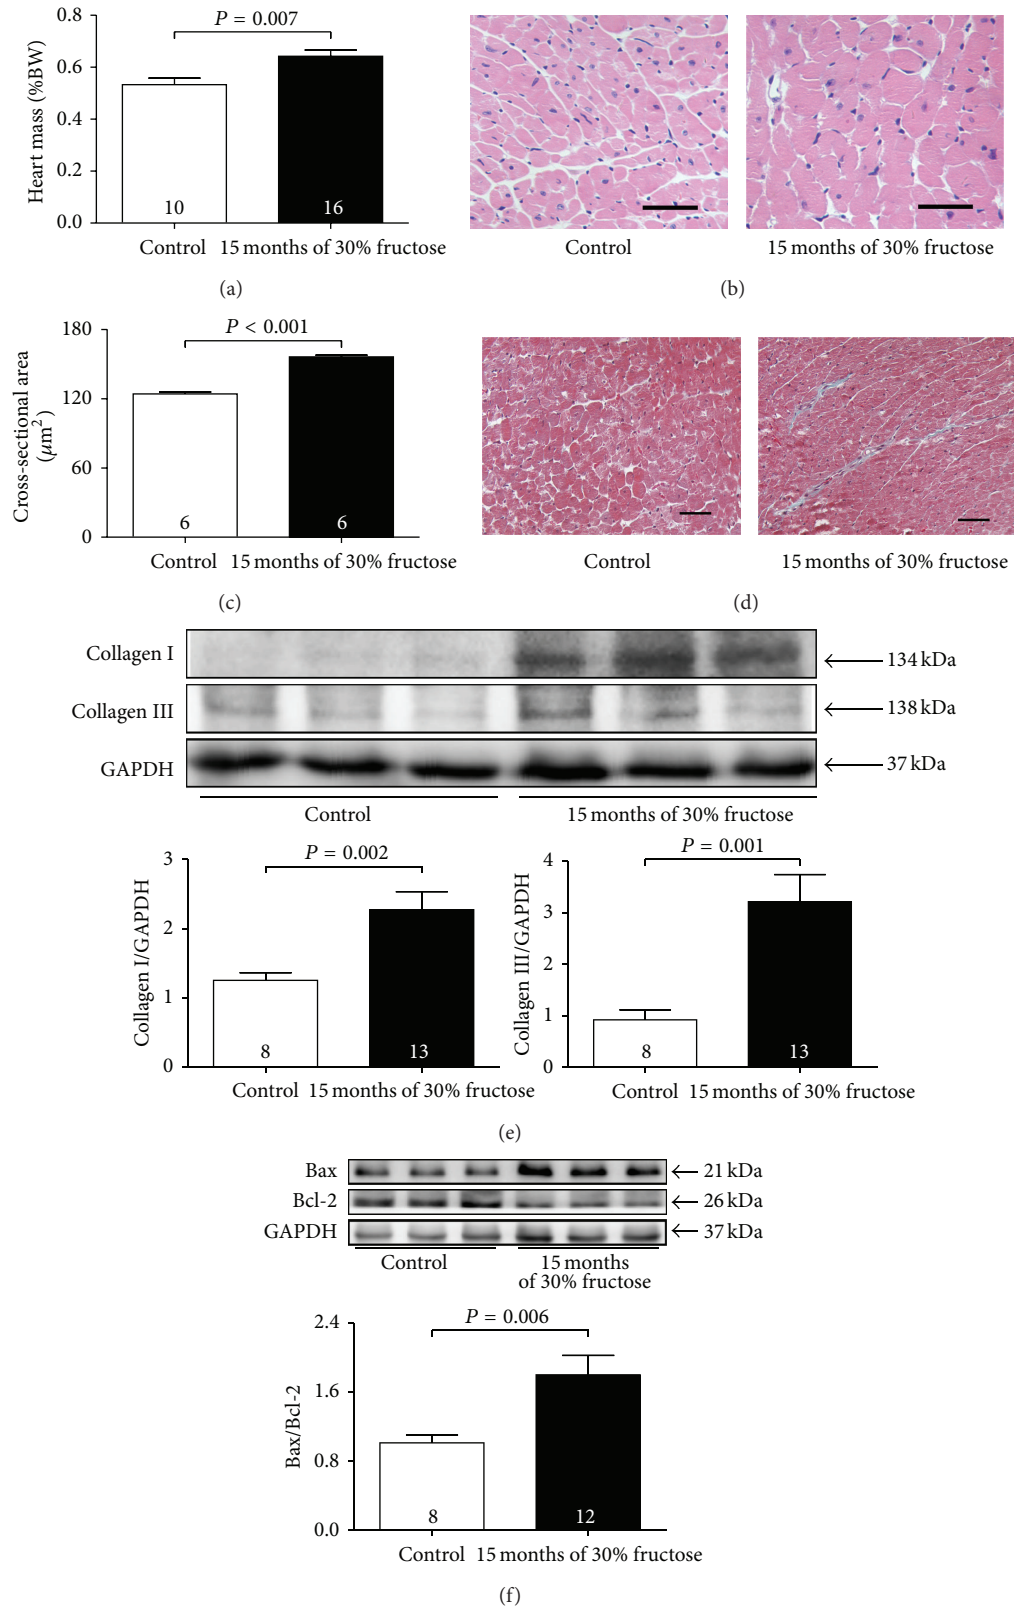 P = 0.007
Heart mass (%BW)
0.8
0.6
0.4
0.2
0.0
10
16
Control
15 months of 30% fructose
(a)
Control
15 months of 30% fructose
(b)
P < 0.001
Cross-sectional area
(μm²)
180
120
60
0
6
6
Control
15 months of 30% fructose
(c)
Control
15 months of 30% fructose
(d)
Collagen I
134 kDa
Collagen III
138 kDa
GAPDH
37 kDa
Control
15 months of 30% fructose
P = 0.002
Collagen I/GAPDH
3
2
1
0
8
13
Control
15 months of 30% fructose
P = 0.001
Collagen III/GAPDH
4
3
2
1
0
8
13
Control
15 months of 30% fructose
(e)
Bax
21 kDa
Bcl-2
26 kDa
GAPDH
37 kDa
Control
15 months
of 30% fructose
P = 0.006
Bax/Bcl-2
2.4
1.6
0.8
0.0
8
12
Control
15 months of 30% fructose
(f)